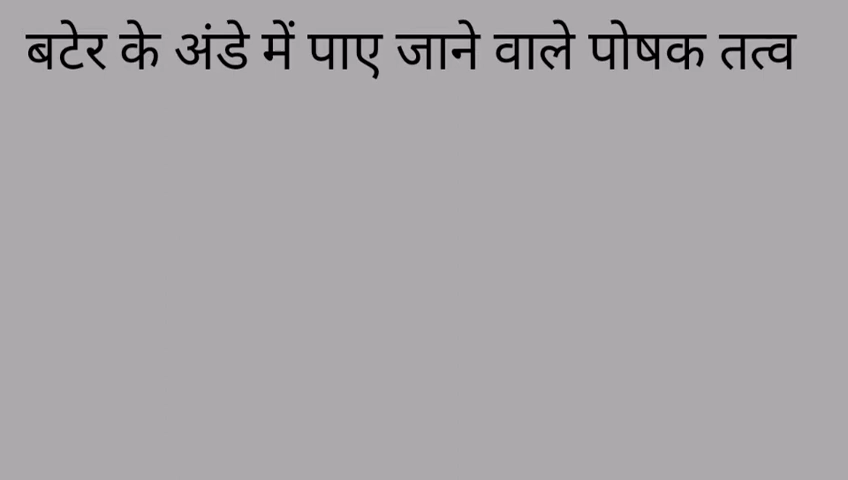 बटेर के अंडे में पाए जाने वाले पोषक तत्व